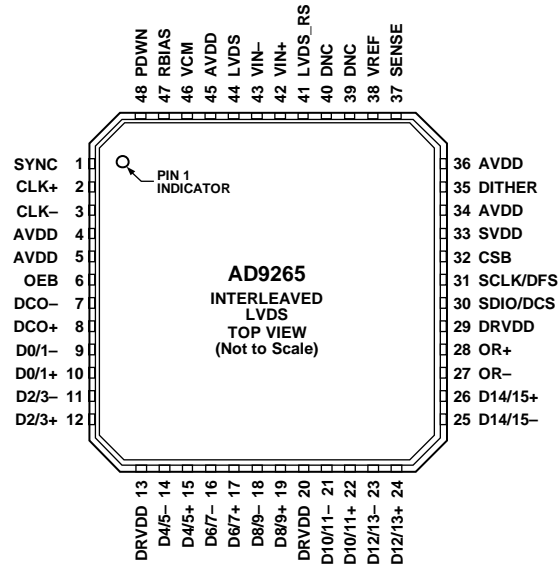 48 PDWN
47 RBIAS
46 VCM
45 AVDD
44 LVDS
43 VIN–
42 VIN+
41 LVDS_RS
40 DNC
39 DNC
38 VREF
37 SENSE
SYNC 1
CLK+ 2
CLK– 3
AVDD 4
AVDD 5
OEB 6
DCO– 7
DCO+ 8
D0/1– 9
D0/1+ 10
D2/3– 11
D2/3+ 12
PIN 1
INDICATOR
AD9265
INTERLEAVED
LVDS
TOP VIEW
(Not to Scale)
36 AVDD
35 DITHER
34 AVDD
33 SVDD
32 CSB
31 SCLK/DFS
30 SDIO/DCS
29 DRVDD
28 OR+
27 OR–
26 D14/15+
25 D14/15–
DRVDD 13
D4/5– 14
D4/5+ 15
D6/7– 16
D6/7+ 17
D8/9– 18
D8/9+ 19
DRVDD 20
D10/11– 21
D10/11+ 22
D12/13– 23
D12/13+ 24